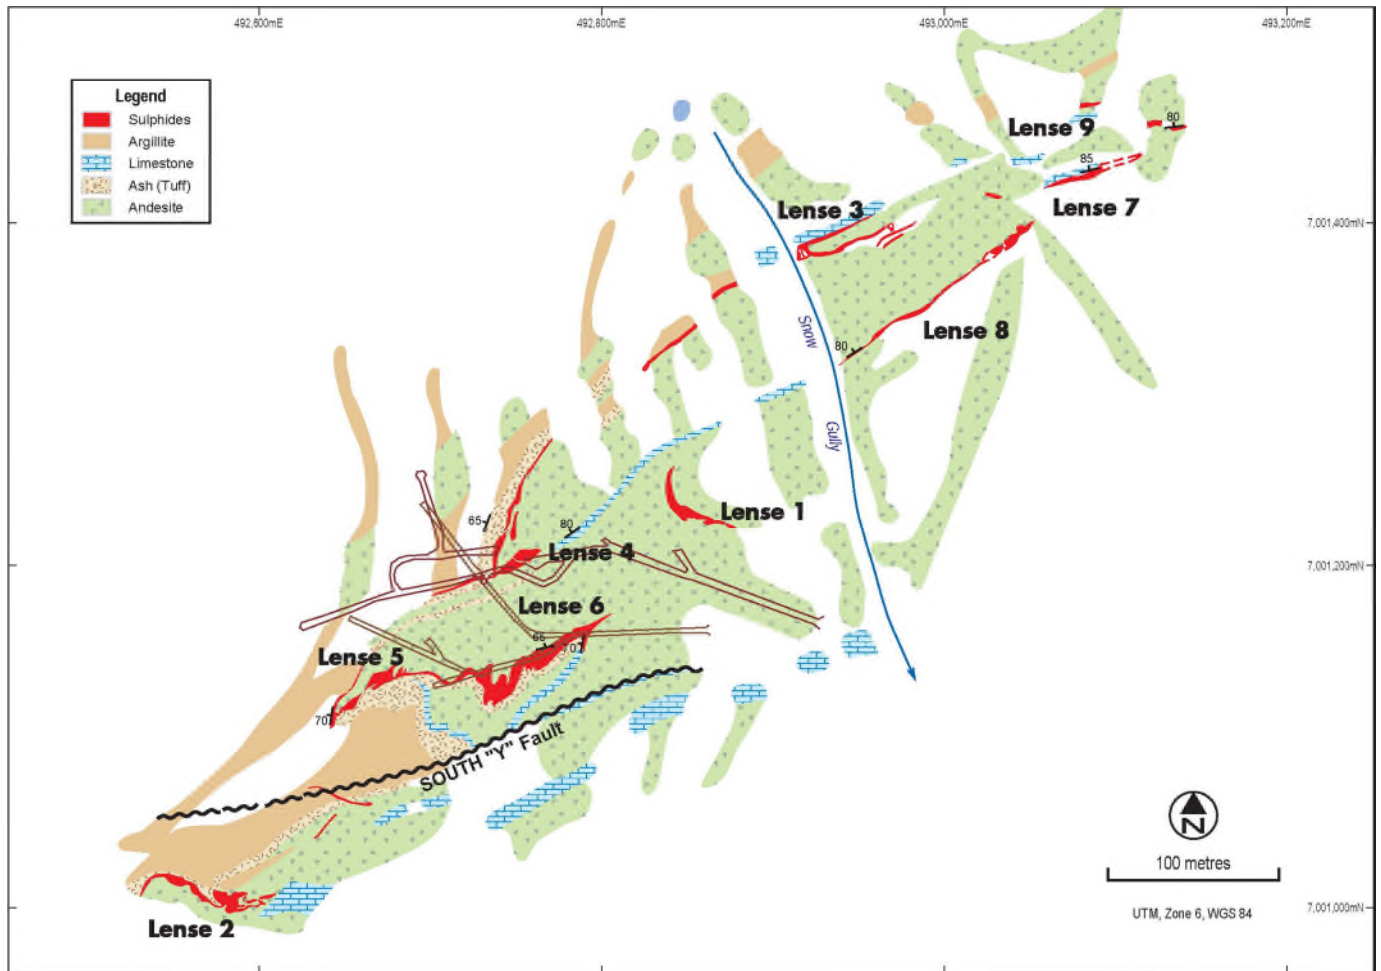 492,600mE
492,800mE
493,000mE
493,200mE
Legend
Sulphides
Argillite
Limestone
Ash (Tuff)
Andesite
Lense 9
80
85
Lense 7
Lense 3
7,001,400mN
Snow
Lense 8
80
Gully
65
80
Lense 1
Lense 4
7,001,200mN
Lense 6
65
70
Lense 5
70
SOUTH "Y" Fault
N
100 metres
UTM, Zone 6, WGS 84
7,001,000mN
Lense 2